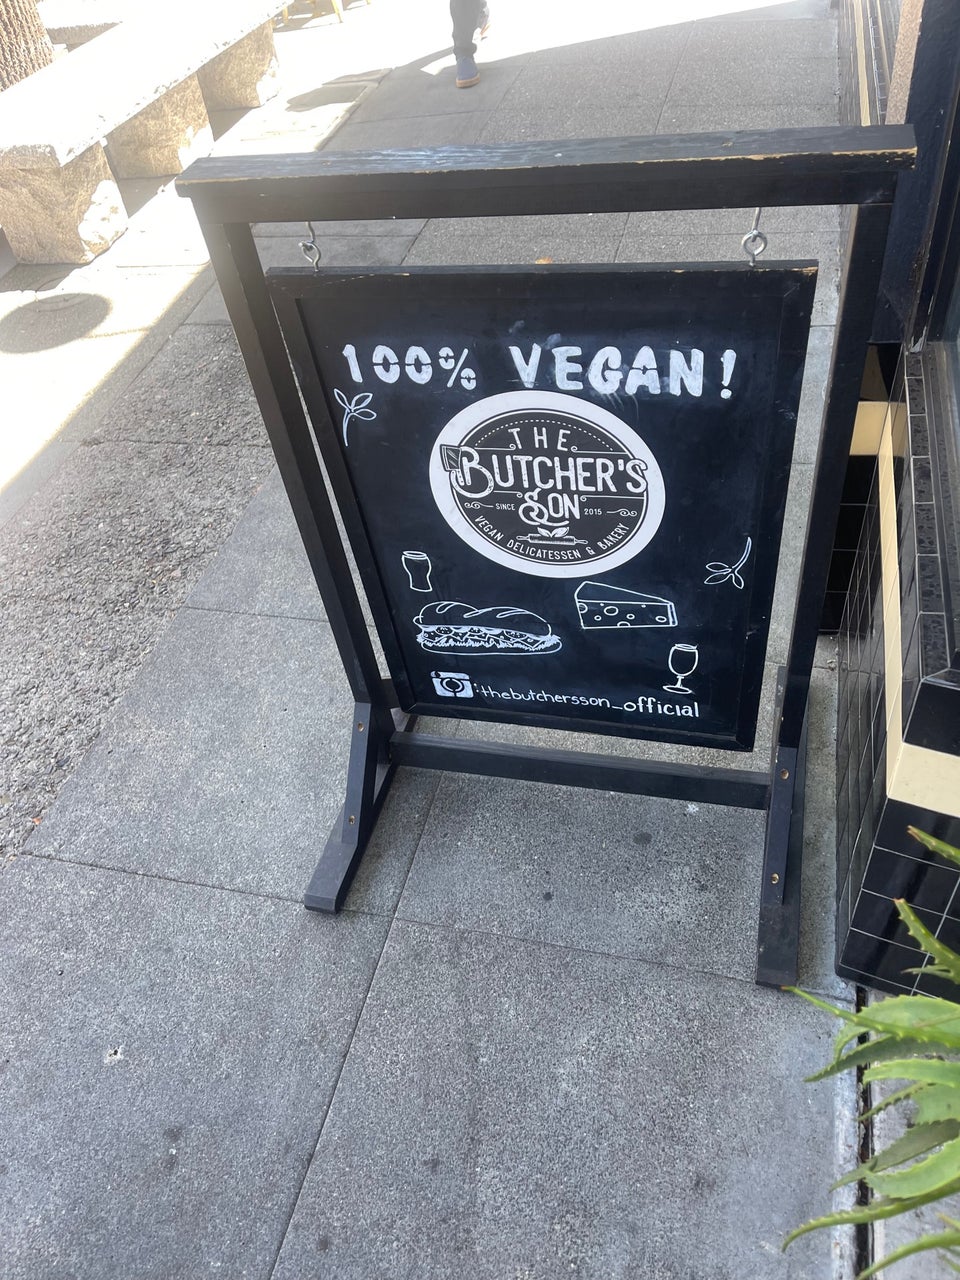 100% VEGAN!
THE
BUTCHER'S
SON
SINCE 2015
VEGAN DELICATESSEN & BAKERY
thebutchersson_official